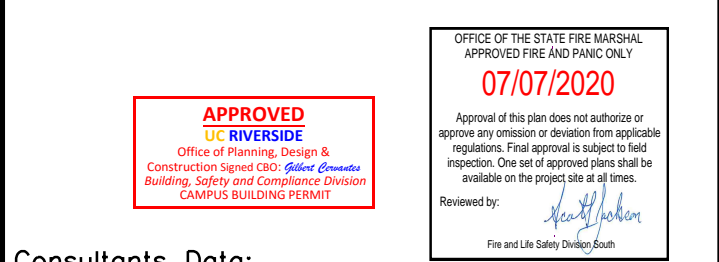 APPROVED
UC RIVERSIDE
Office of Planning, Design &
Construction Signed CBO: Gilbert Cervantes
Building, Safety and Compliance Division
CAMPUS BUILDING PERMIT
OFFICE OF THE STATE FIRE MARSHAL
APPROVED FIRE AND PANIC ONLY
07/07/2020
Approval of this plan does not authorize or
approve any omission or deviation from applicable
regulations. Final approval is subject to field
inspection. One set of approved plans shall be
available on the project site at all times.
Reviewed by:
Scott Jackson
Fire and Life Safety Division South
Consultants Data: